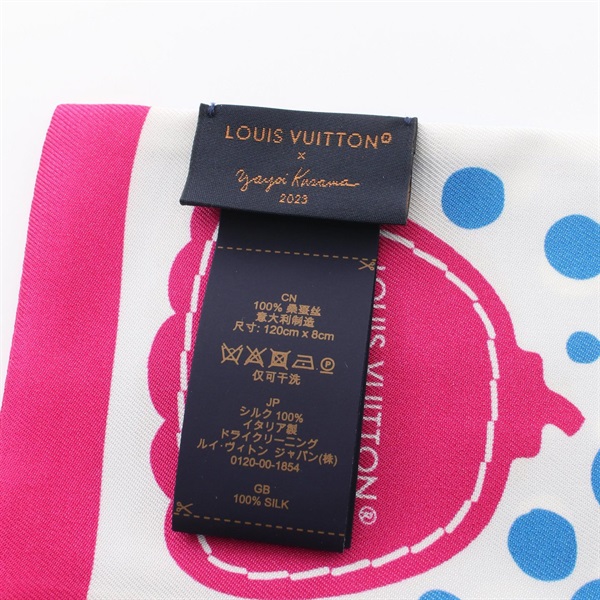 LOUIS VUITTON®
×
Yayoi Kusama
2023
CN
100% 桑蚕丝
意大利制造
尺寸: 120cm x 8cm
仅可干洗
JP
シルク 100%
イタリア製
ドライクリーニング
ルイ・ヴィトン ジャパン(株)
0120-00-1854
GB
100% SILK
LOUIS VUITTON®